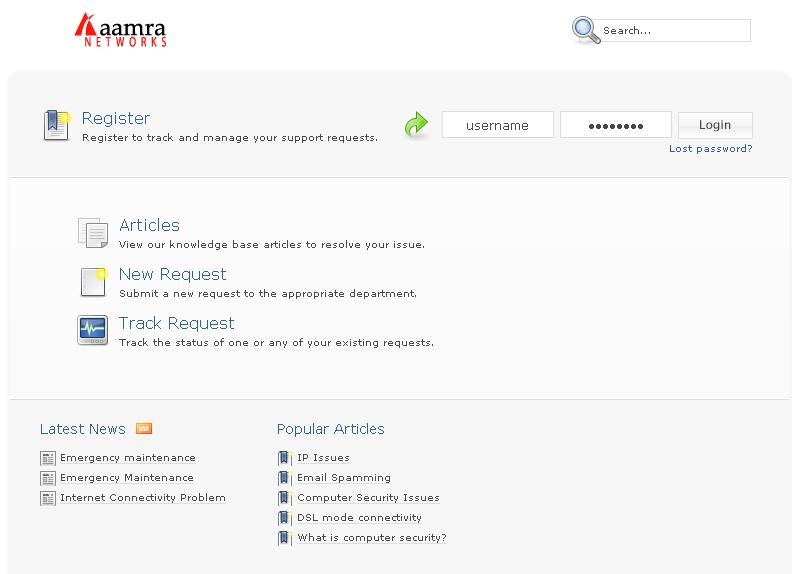 aamra
NETWORKS
Search...
Register
Register to track and manage your support requests.
username
Login
Lost password?
Articles
View our knowledge base articles to resolve your issue.
New Request
Submit a new request to the appropriate department.
Track Request
Track the status of one or any of your existing requests.
Latest News
RSS
Emergency maintenance
Emergency Maintenance
Internet Connectivity Problem
Popular Articles
IP Issues
Email Spamming
Computer Security Issues
DSL mode connectivity
What is computer security?